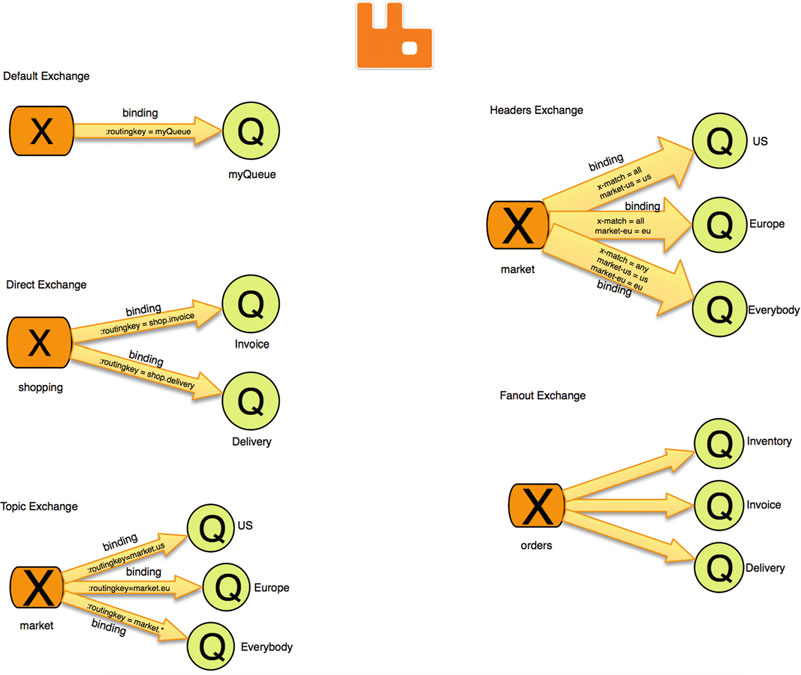 Default Exchange
X
binding
:routingkey = myQueue
Q
myQueue
Direct Exchange
X
shopping
binding
:routingkey = shop.invoice
Q
Invoice
binding
:routingkey = shop.delivery
Q
Delivery
Topic Exchange
X
market
binding
:routingkey=market.us
Q
US
binding
:routingkey=market.eu
Q
Europe
:routingkey = market.*
binding
Q
Everybody
Headers Exchange
X
market
binding
x-match = all
market-us = us
Q
US
binding
x-match = all
market-eu = eu
Q
Europe
x-match = any
market-us = us
market-eu = eu
binding
Q
Everybody
Fanout Exchange
X
orders
Q
Inventory
Q
Invoice
Q
Delivery